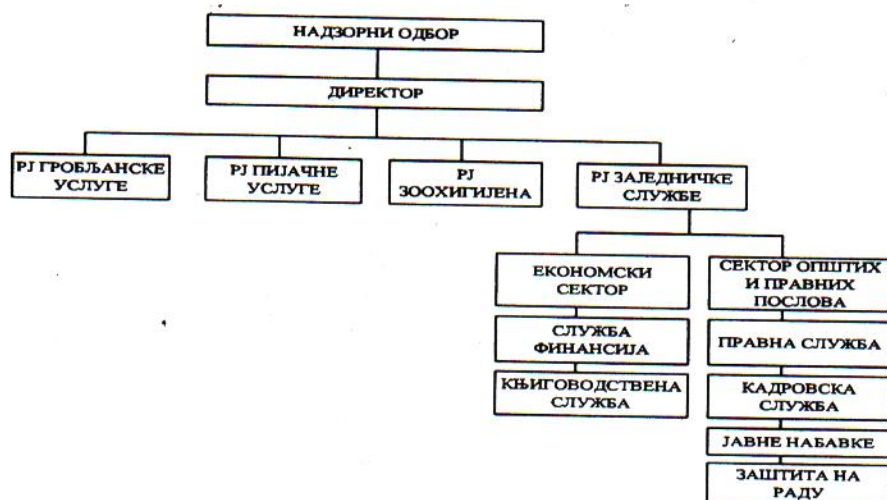 НАДЗОРНИ ОДБОР
ДИРЕКТОР
РЈ ГРОБЉАНСКЕ
УСЛУГЕ
РЈ ПИЈАЧНЕ
УСЛУГЕ
РЈ
ЗООХИГИЈЕНА
РЈ ЗАЈЕДНИЧКЕ
СЛУЖБЕ
ЕКОНОМСКИ
СЕКТОР
СЛУЖБА
ФИНАНСИЈА
КЊИГОВОДСТВЕНА
СЛУЖБА
СЕКТОР ОПШТИХ
И ПРАВНИХ
ПОСЛОВА
ПРАВНА СЛУЖБА
КАДРОВСКА
СЛУЖБА
ЈАВНЕ НАБАВКЕ
ЗАШТИТА НА
РАДУ